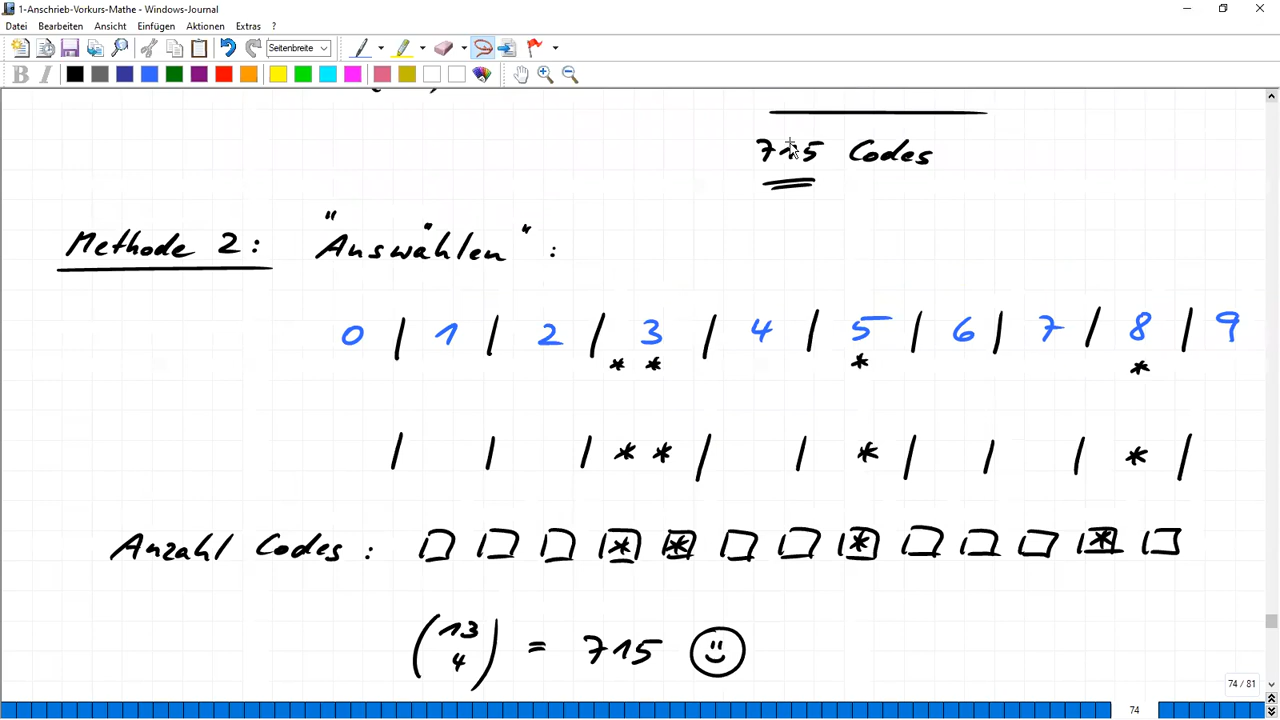 1-Anschrieb-Vorkurs-Mathe - Windows-Journal
Datei Bearbeiten Ansicht Einfügen Aktionen Extras ?
Seitenbreite
B I
715 Codes
Methode 2: "Auswählen":
0 | 1 | 2 | 3 | 4 | 5 | 6 | 7 | 8 | 9
* * * *
| | | * * | | * | | | * |
Anzahl Codes: □ □ □ * * □ □ * □ □ □ * □
(13
4) = 715
74 / 81
74